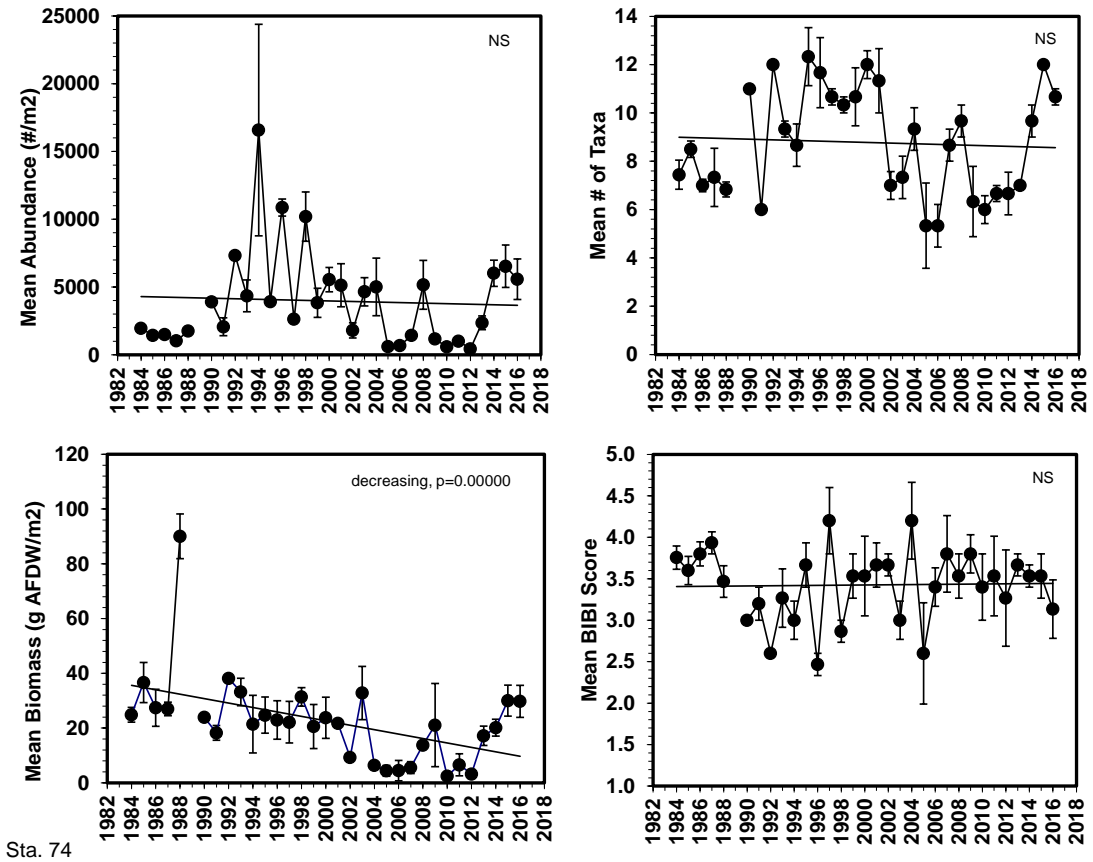 25000
20000
15000
10000
5000
0
Mean Abundance (#/m2)
NS
1982 1984 1986 1988 1990 1992 1994 1996 1998 2000 2002 2004 2006 2008 2010 2012 2014 2016 2018
14
12
10
8
6
4
2
0
Mean # of Taxa
NS
1982 1984 1986 1988 1990 1992 1994 1996 1998 2000 2002 2004 2006 2008 2010 2012 2014 2016 2018
120
100
80
60
40
20
0
Mean Biomass (g AFDW/m2)
decreasing, p=0.00000
1982 1984 1986 1988 1990 1992 1994 1996 1998 2000 2002 2004 2006 2008 2010 2012 2014 2016 2018
5.0
4.5
4.0
3.5
3.0
2.5
2.0
1.5
1.0
Mean BIBI Score
NS
1982 1984 1986 1988 1990 1992 1994 1996 1998 2000 2002 2004 2006 2008 2010 2012 2014 2016 2018
Sta. 74